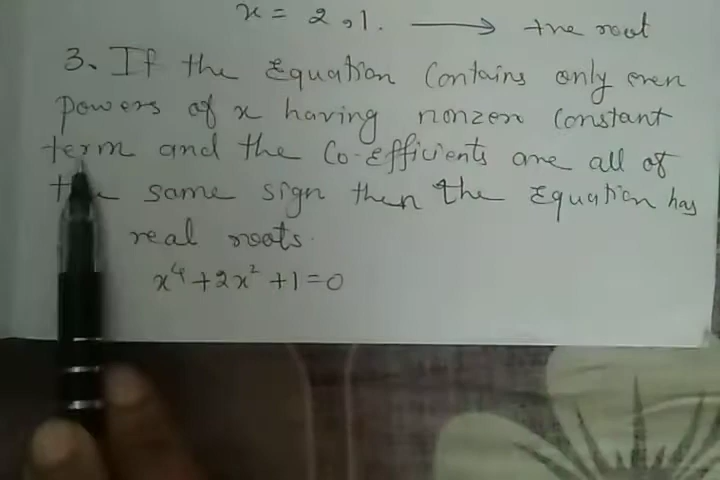 x = 2, 1. ⟶ +ve root
3. If the Equation Contains only even
powers of x having nonzero Constant
term and the Co-efficients are all of
the same sign then the Equation has
real roots.
x⁴ + 2x² + 1 = 0